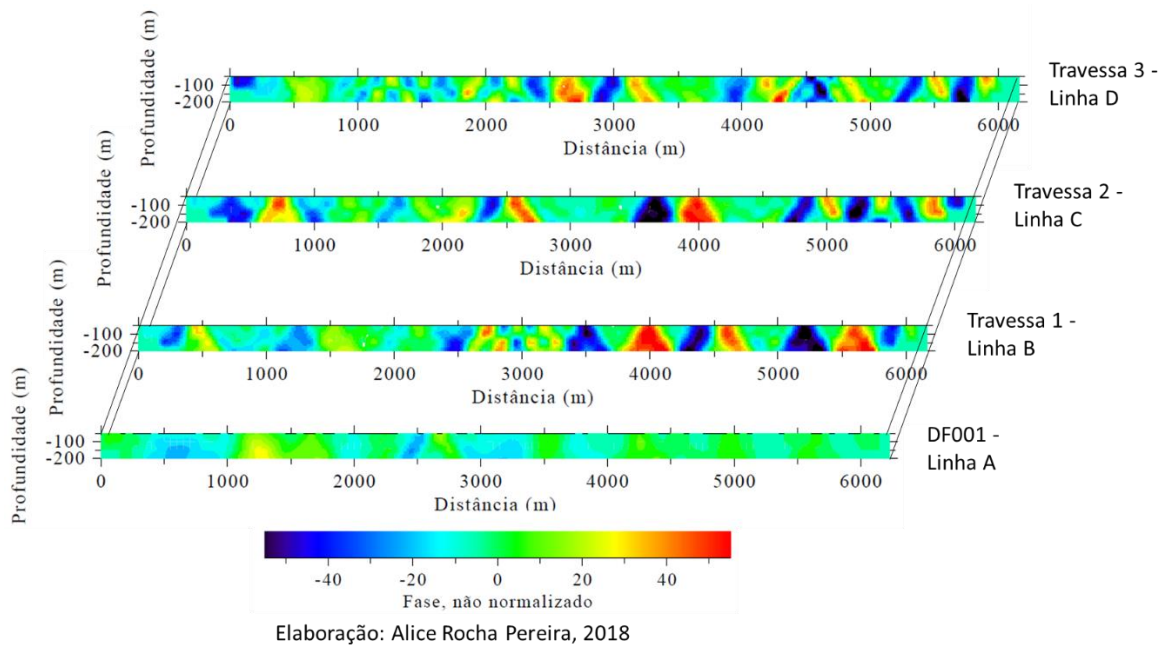 Profundidade (m)
-100
-200
0 1000 2000 3000 4000 5000 6000
Distância (m)
Travessa 3 -
Linha D
Profundidade (m)
-100
-200
0 1000 2000 3000 4000 5000 6000
Distância (m)
Travessa 2 -
Linha C
Profundidade (m)
-100
-200
0 1000 2000 3000 4000 5000 6000
Distância (m)
Travessa 1 -
Linha B
Profundidade (m)
-100
-200
0 1000 2000 3000 4000 5000 6000
Distância (m)
DF001 -
Linha A
-40 -20 0 20 40
Fase, não normalizado
Elaboração: Alice Rocha Pereira, 2018